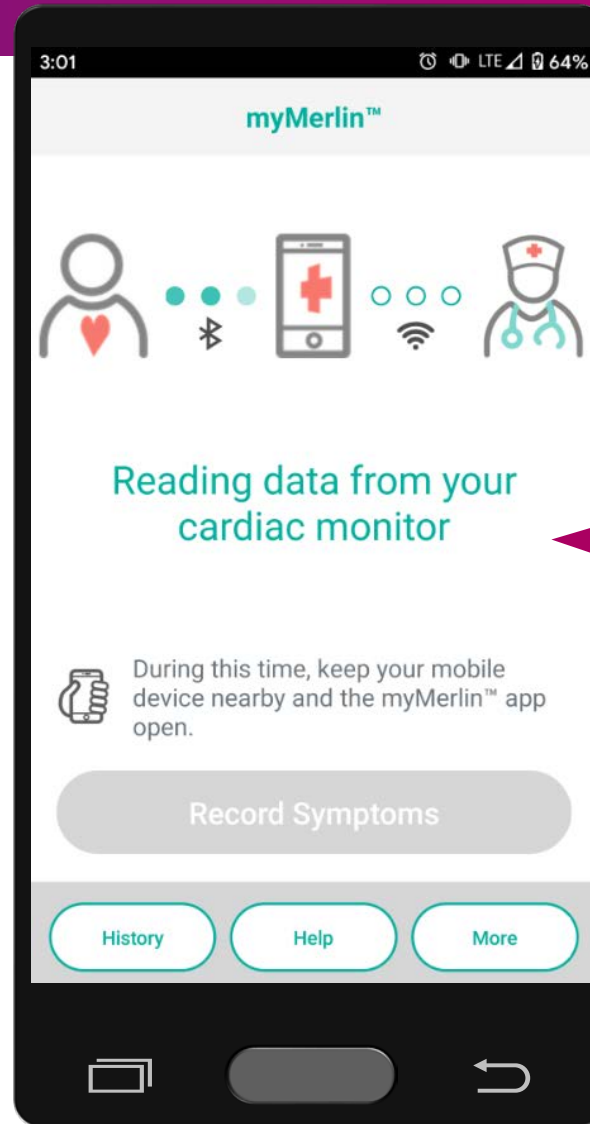 3:01 LTE 64%
myMerlin™
Reading data from your
cardiac monitor
During this time, keep your mobile
device nearby and the myMerlin™ app
open.
Record Symptoms
History Help More